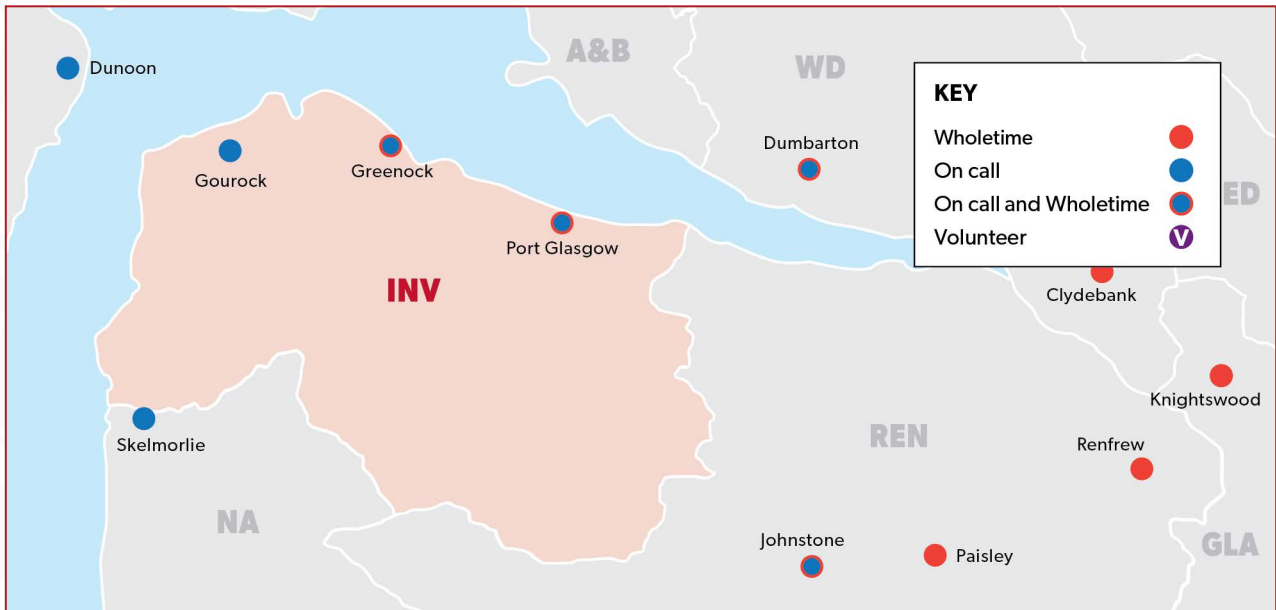 Dunoon
A&B
WD
KEY
Wholetime
On call
On call and Wholetime
Volunteer
V
ED
Gourock
Greenock
Dumbarton
Port Glasgow
INV
Clydebank
Knightswood
Skelmorlie
REN
Renfrew
NA
Johnstone
Paisley
GLA